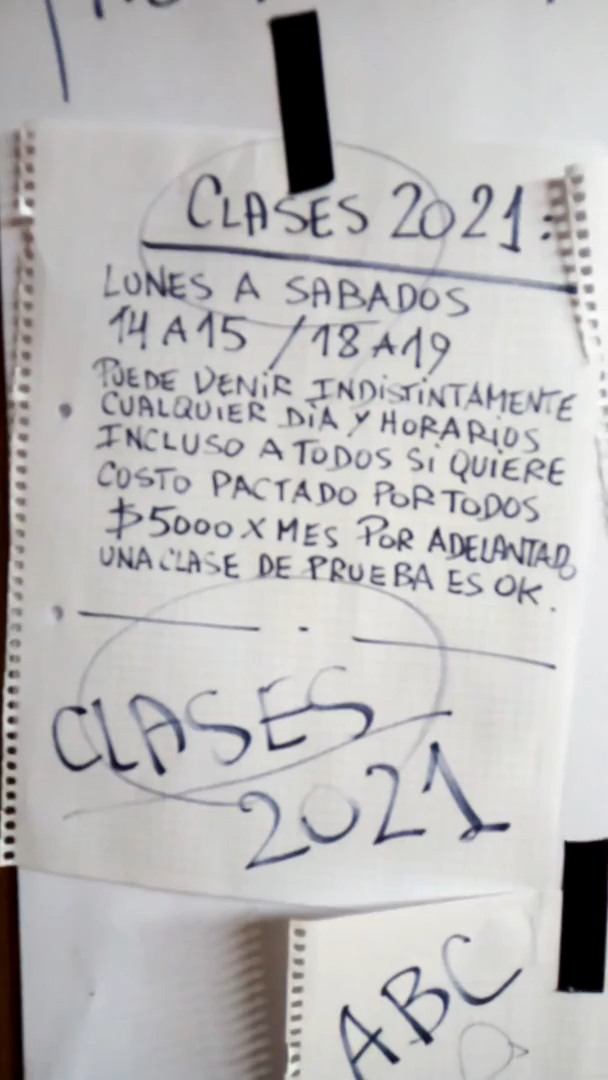 CLASES 2021:
LUNES A SABADOS
14 A 15 / 18 A 19
PUEDE VENIR INDISTINTAMENTE
CUALQUIER DIA Y HORARIOS
INCLUSO A TODOS SI QUIERE
COSTO PACTADO POR TODOS
$5000 X MES POR ADELANTADO
UNA CLASE DE PRUEBA ES OK.
CLASES
2021
ABC